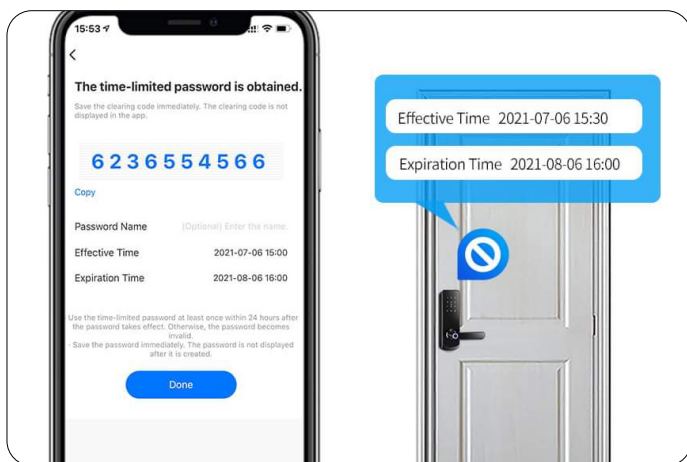 15:53
The time-limited password is obtained.
Save the clearing code immediately. The clearing code is not
displayed in the app.
6236554566
Copy
Password Name (Optional) Enter the name.
Effective Time 2021-07-06 15:00
Expiration Time 2021-08-06 16:00
Use the time-limited password at least once within 24 hours after
the password takes effect. Otherwise, the password becomes
invalid.
- Save the password immediately. The password is not displayed
after it is created.
Done
Effective Time 2021-07-06 15:30
Expiration Time 2021-08-06 16:00